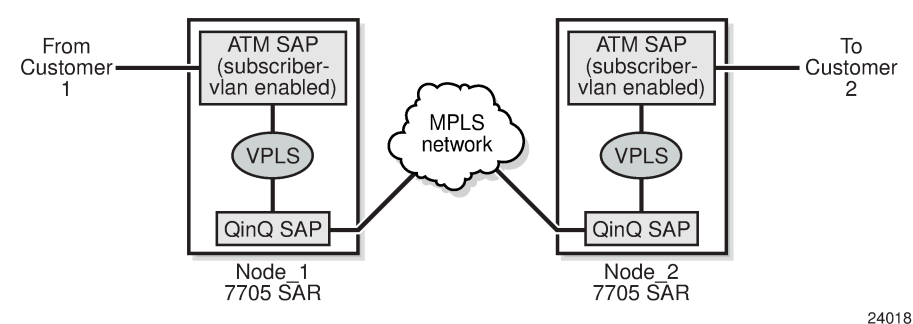 From
Customer
1
ATM SAP
(subscriber-
vlan enabled)
VPLS
QinQ SAP
Node_1
7705 SAR
MPLS
network
ATM SAP
(subscriber-
vlan enabled)
VPLS
QinQ SAP
Node_2
7705 SAR
To
Customer
2
24018